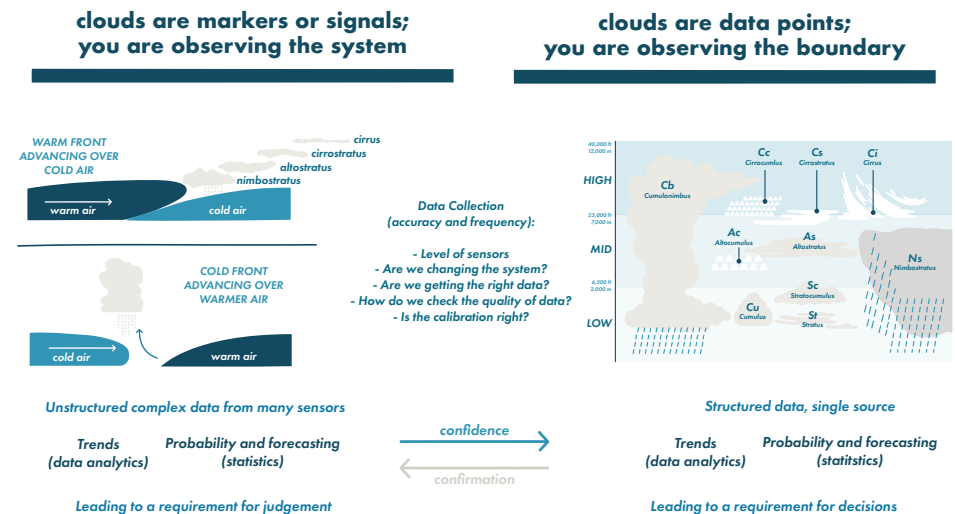 clouds are markers or signals;
you are observing the system
clouds are data points;
you are observing the boundary
WARM FRONT
ADVANCING OVER
COLD AIR
cirrus
cirrostratus
altostratus
nimbostratus
warm air
cold air
COLD FRONT
ADVANCING OVER
WARMER AIR
cold air
warm air
Data Collection
(accuracy and frequency):
- Level of sensors
- Are we changing the system?
- Are we getting the right data?
- How do we check the quality of data?
- Is the calibration right?
40,000 ft
12,000 m
HIGH
22,000 ft
7,000 m
MID
6,500 ft
2,000 m
LOW
Cb
Cumulonimbus
Cc
Cirrocumlus
Cs
Cirrostratus
Ci
Cirrus
Ac
Altocumulus
As
Altostratus
Ns
Nimbostratus
Sc
Stratocumulus
Cu
Cumulus
St
Stratus
Unstructured complex data from many sensors
Trends
(data analytics)
Probability and forecasting
(statistics)
Leading to a requirement for judgement
confidence
confirmation
Structured data, single source
Trends
(data analytics)
Probability and forecasting
(statitstics)
Leading to a requirement for decisions